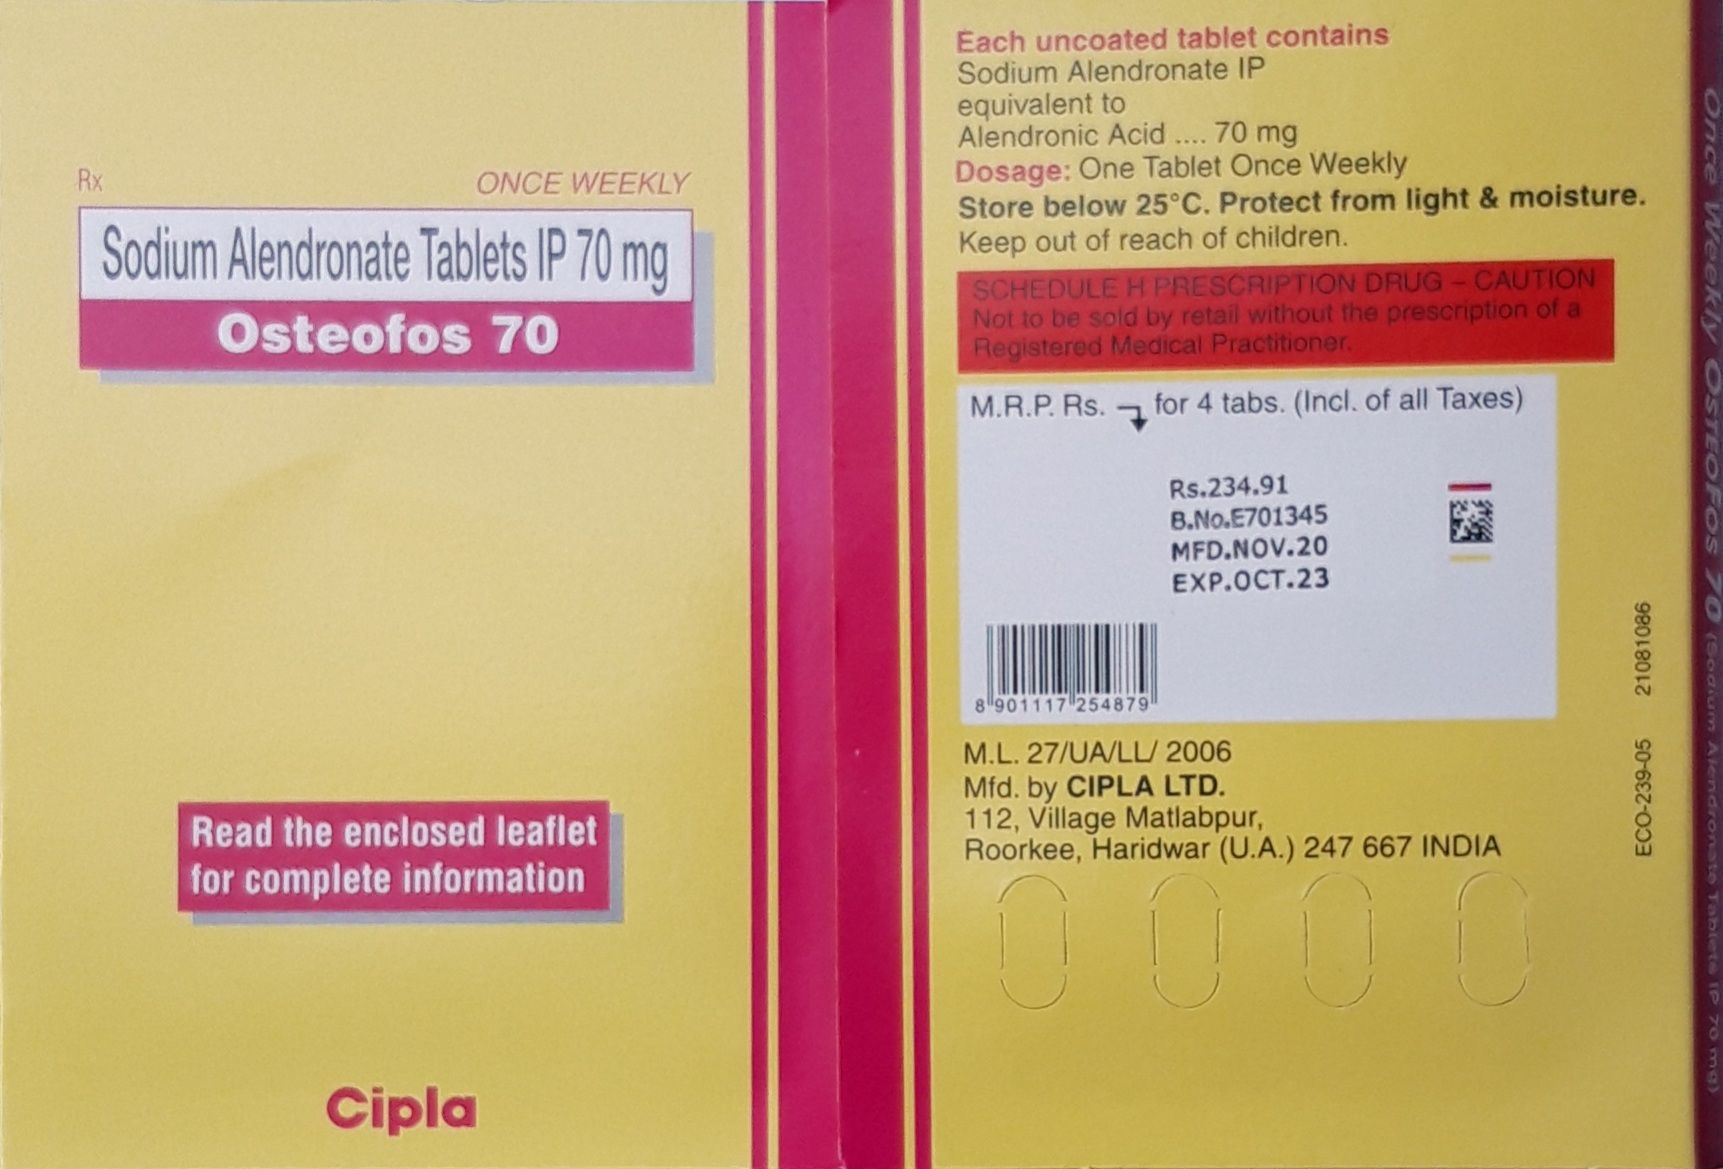 Rx
ONCE WEEKLY
Sodium Alendronate Tablets IP 70 mg
Osteofos 70
Read the enclosed leaflet
for complete information
Cipla
Each uncoated tablet contains
Sodium Alendronate IP
equivalent to
Alendronic Acid .... 70 mg
Dosage: One Tablet Once Weekly
Store below 25°C. Protect from light & moisture.
Keep out of reach of children.
SCHEDULE H PRESCRIPTION DRUG – CAUTION
Not to be sold by retail without the prescription of a
Registered Medical Practitioner.
M.R.P. Rs. for 4 tabs. (Incl. of all Taxes)
Rs.234.91
B.No.E701345
MFD.NOV.20
EXP.OCT.23
8 901117 254879
M.L. 27/UA/LL/ 2006
Mfd. by CIPLA LTD.
112, Village Matlabpur,
Roorkee, Haridwar (U.A.) 247 667 INDIA
ECO-239-05 21081086
Once Weekly OSTEOFOS 70 (Sodium Alendronate Tablets IP 70 mg)